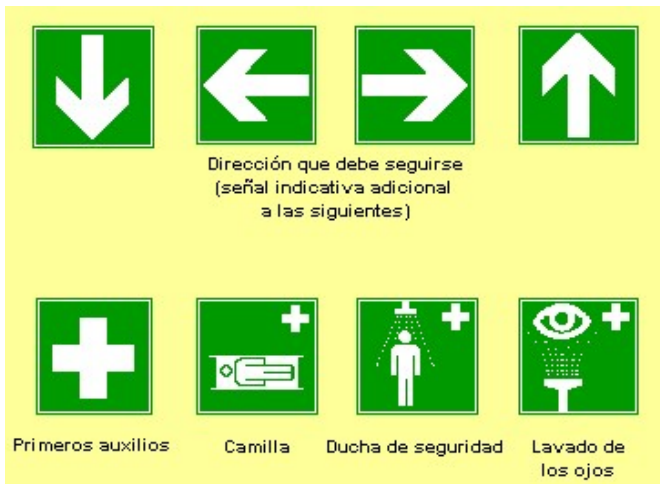 Dirección que debe seguirse
(señal indicativa adicional
a las siguientes)
Primeros auxilios
Camilla
Ducha de seguridad
Lavado de
los ojos